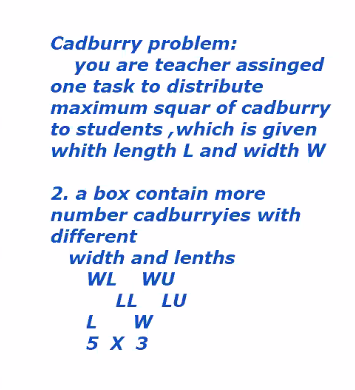 Cadburry problem:
you are teacher assinged
one task to distribute
maximum squar of cadburry
to students ,which is given
whith length L and width W
2. a box contain more
number cadburryies with
different
width and lenths
WL WU
LL LU
L W
5 X 3